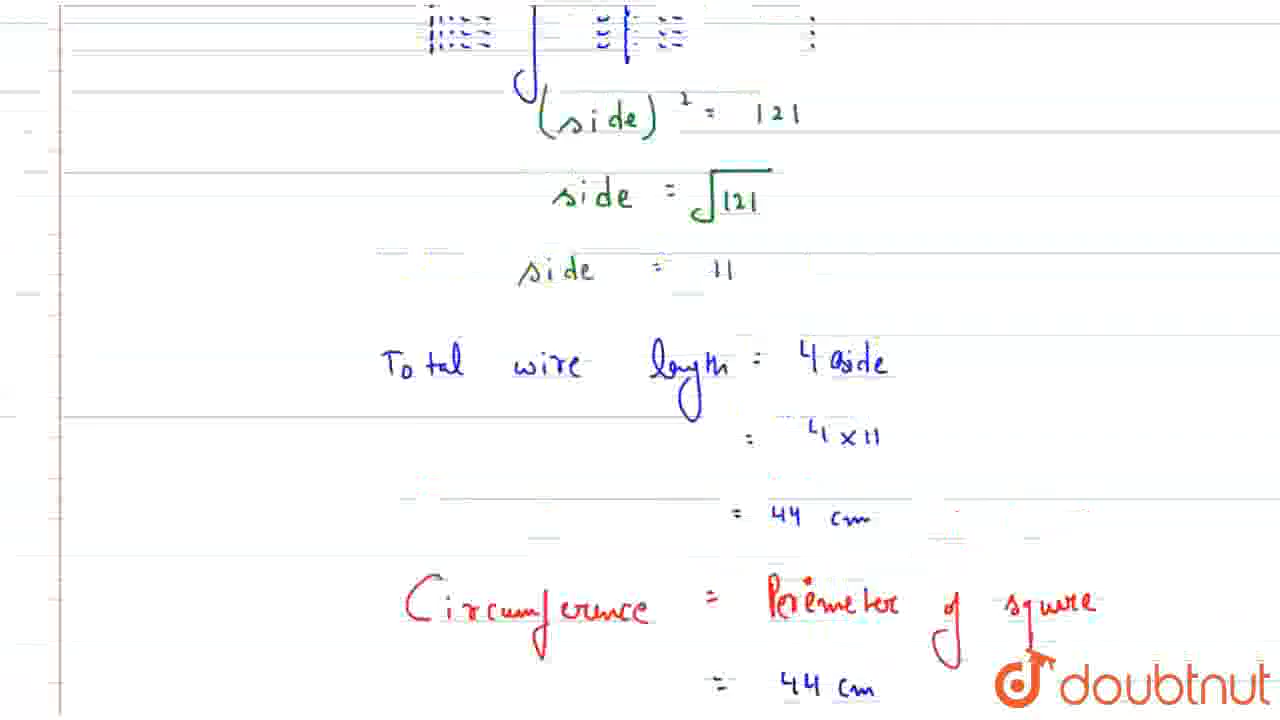 (side)² = 121
side = √121
side = 11
Total wire length = 4 side
= 4 × 11
= 44 cm
Circumference = Perimeter of square
= 44 cm
doubtnut